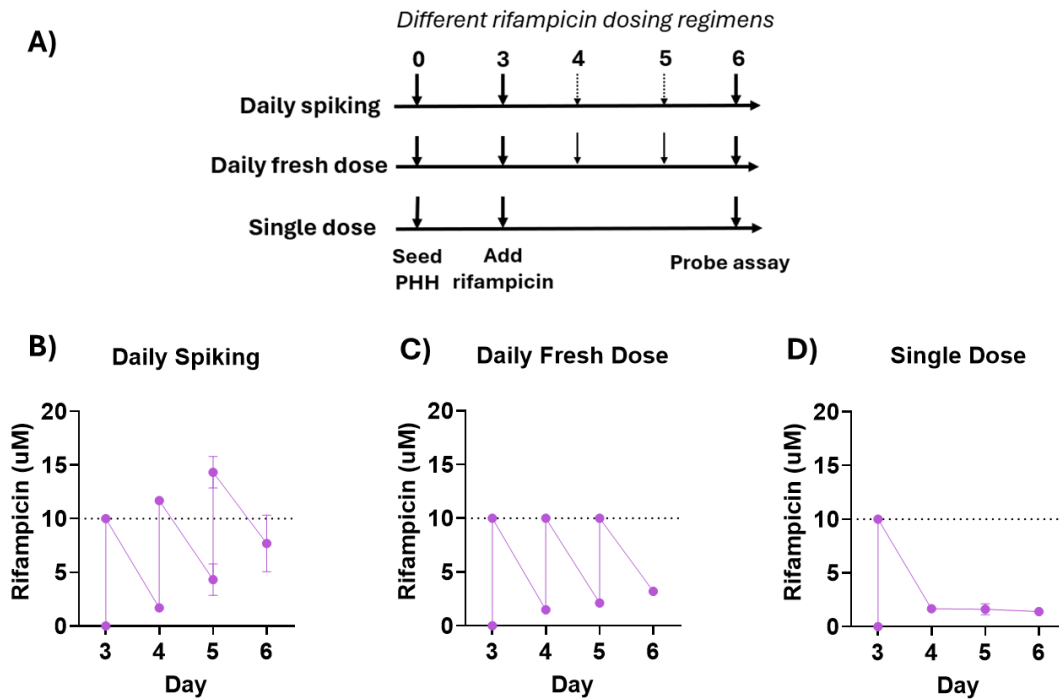 A)
Different rifampicin dosing regimens
0 3 4 5 6
Daily spiking
Daily fresh dose
Single dose
Seed PHH
Add rifampicin
Probe assay
B)
Daily Spiking
Rifampicin (uM)
20
15
10
5
0
3 4 5 6
Day
C)
Daily Fresh Dose
Rifampicin (uM)
20
15
10
5
0
3 4 5 6
Day
D)
Single Dose
Rifampicin (uM)
20
15
10
5
0
3 4 5 6
Day